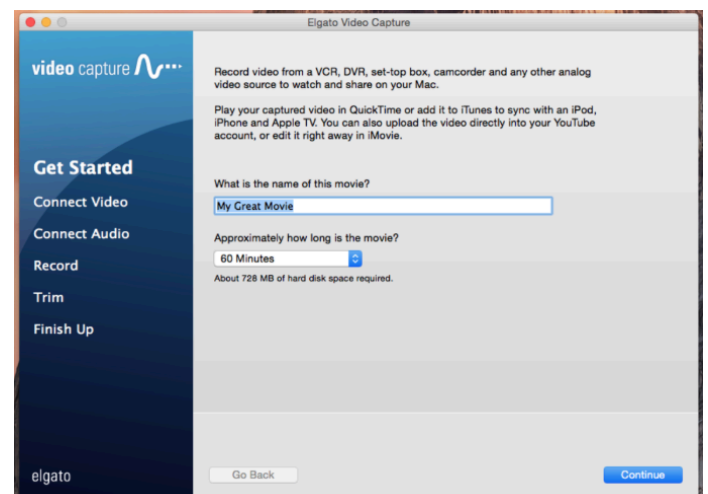 Elgato Video Capture
video capture
Get Started
Connect Video
Connect Audio
Record
Trim
Finish Up
elgato
Record video from a VCR, DVR, set-top box, camcorder and any other analog
video source to watch and share on your Mac.
Play your captured video in QuickTime or add it to iTunes to sync with an iPod,
iPhone and Apple TV. You can also upload the video directly into your YouTube
account, or edit it right away in iMovie.
What is the name of this movie?
My Great Movie
Approximately how long is the movie?
60 Minutes
About 728 MB of hard disk space required.
Go Back
Continue